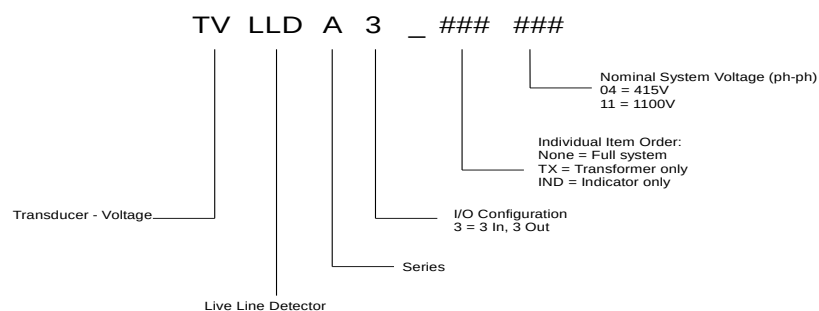 TV LLD A 3 _ ### ###
Nominal System Voltage (ph-ph)
04 = 415V
11 = 1100V
Individual Item Order:
None = Full system
TX = Transformer only
IND = Indicator only
Transducer - Voltage
I/O Configuration
3 = 3 In, 3 Out
Series
Live Line Detector